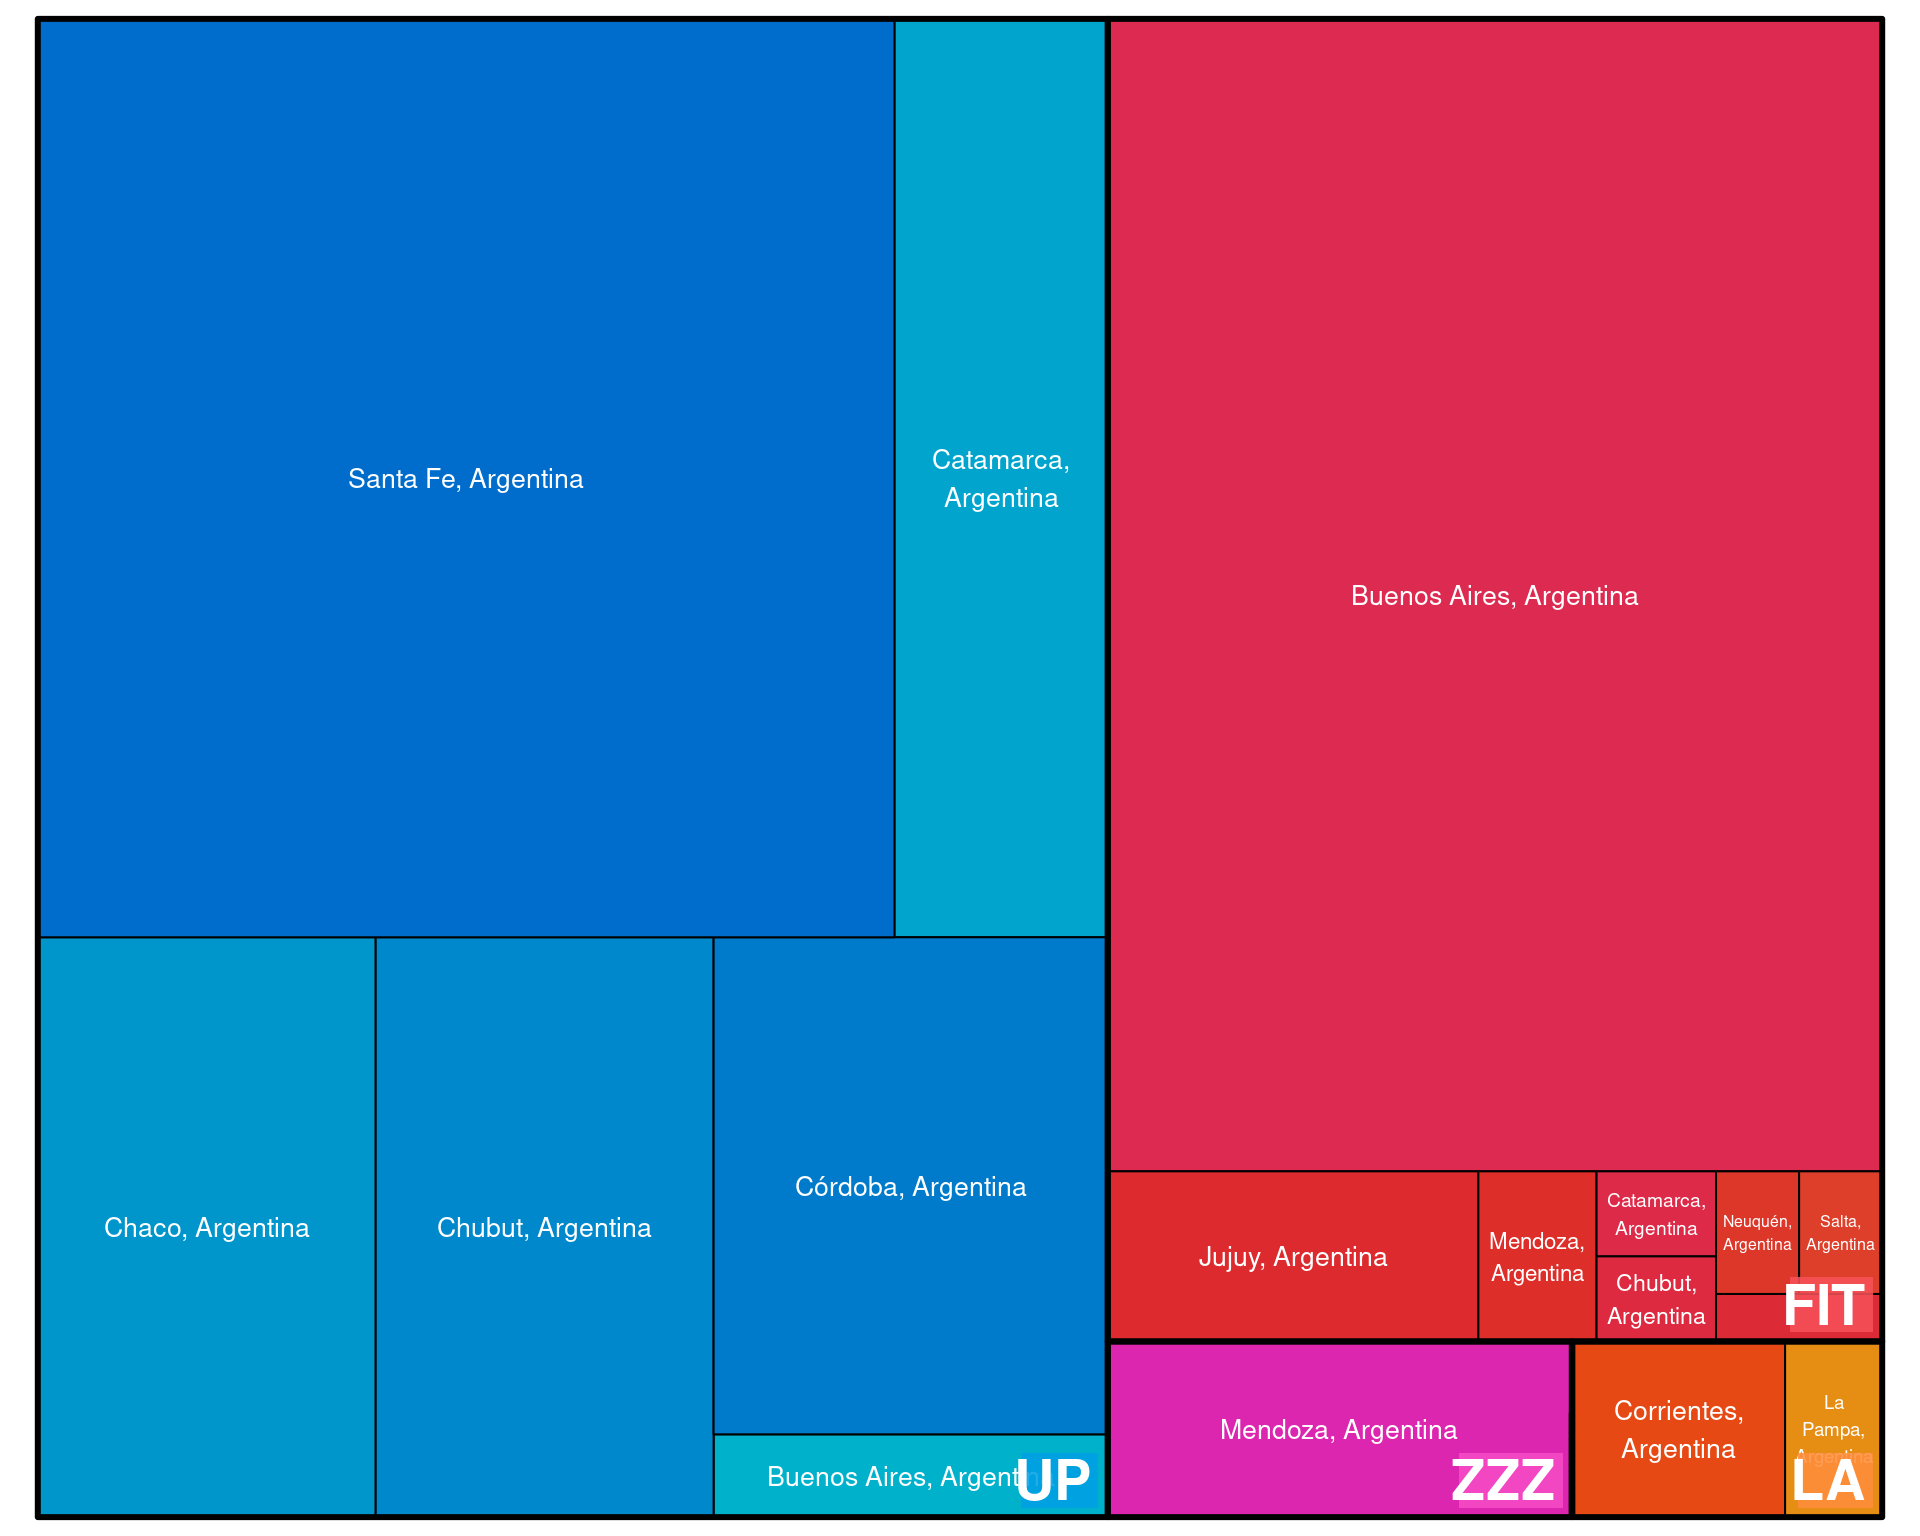 Santa Fe, Argentina
Catamarca,
Argentina
Chaco, Argentina
Chubut, Argentina
Córdoba, Argentina
Buenos Aires, Argentina
UP
Buenos Aires, Argentina
Jujuy, Argentina
Mendoza,
Argentina
Catamarca,
Argentina
Chubut,
Argentina
Neuquén,
Argentina
Salta,
Argentina
FIT
Mendoza, Argentina
ZZZ
Corrientes,
Argentina
La
Pampa,
Argentina
LA